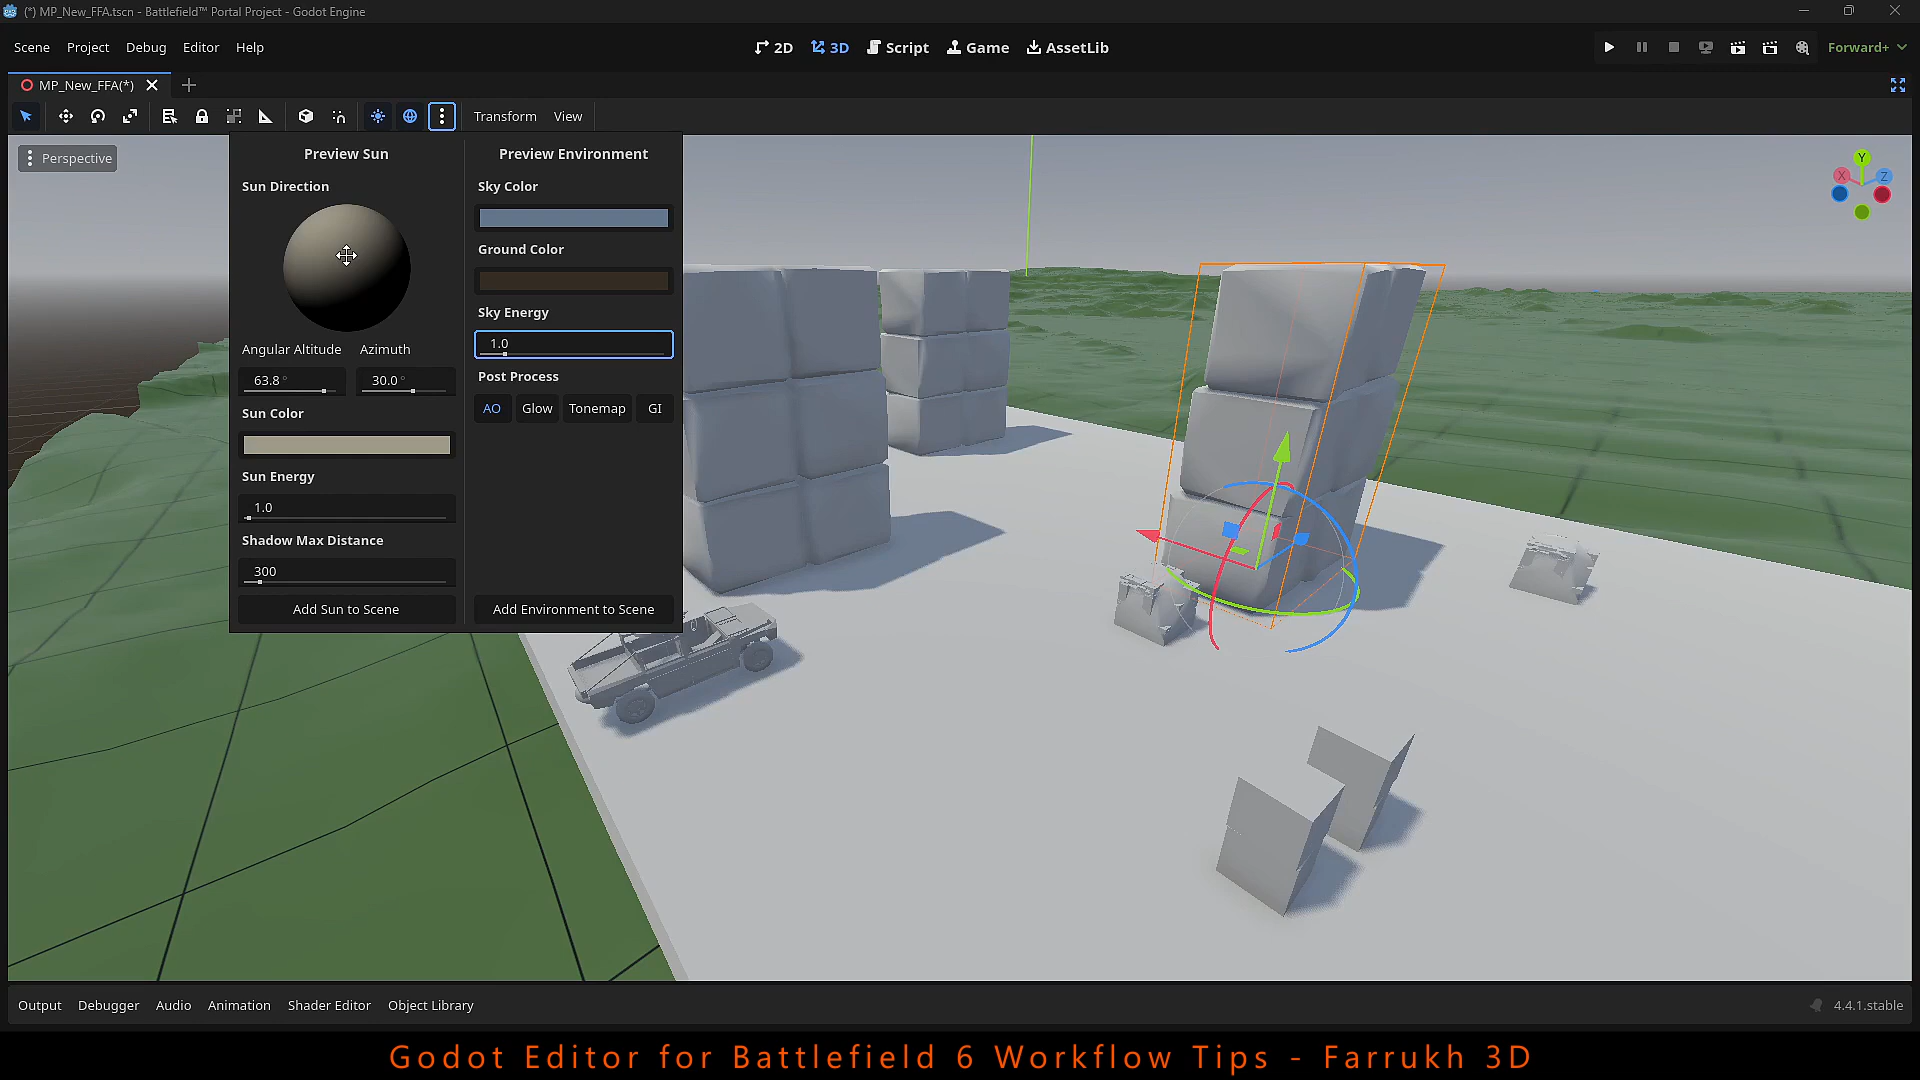 (*) MP_New_FFA.tscn - Battlefield™ Portal Project - Godot Engine
Scene Project Debug Editor Help
2D 3D Script Game AssetLib
Forward+
MP_New_FFA(*)
Transform View
Perspective
Preview Sun
Sun Direction
Angular Altitude Azimuth
63.8° 30.0°
Sun Color
Sun Energy
1.0
Shadow Max Distance
300
Add Sun to Scene
Preview Environment
Sky Color
Ground Color
Sky Energy
1.0
Post Process
AO Glow Tonemap GI
Add Environment to Scene
Y
X
Z
Output Debugger Audio Animation Shader Editor Object Library
4.4.1.stable
Godot Editor for Battlefield 6 Workflow Tips - Farrukh 3D